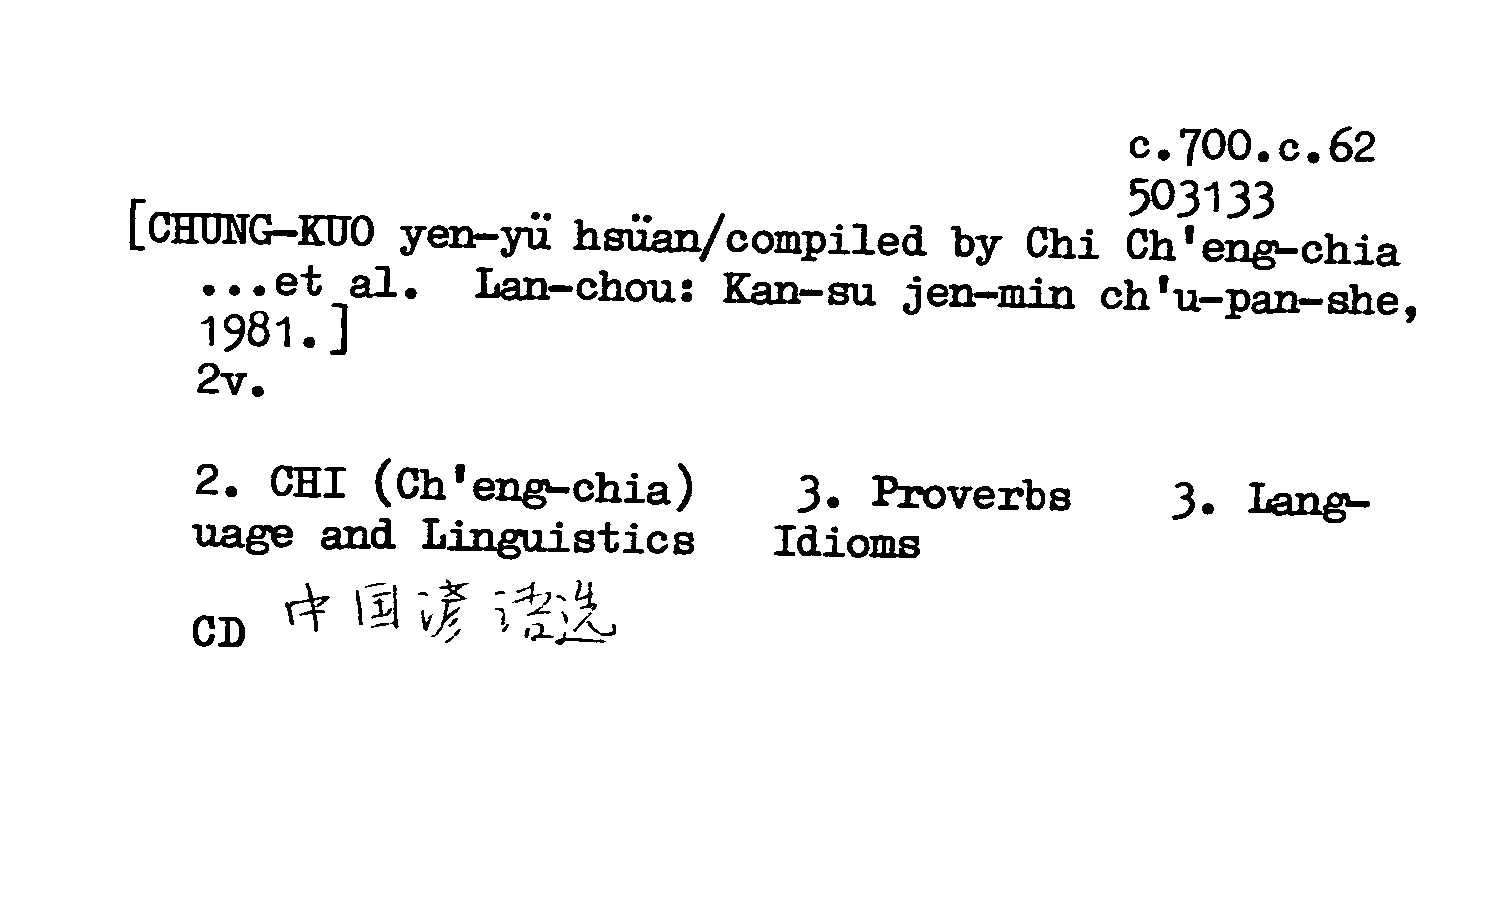 c.700.c.62
503133
[CHUNG-KUO yen-yü hsüan/compiled by Chi Ch'eng-chia
...et al. Lan-chou: Kan-su jen-min ch'u-pan-she,
1981.]
2v.
2. CHI (Ch'eng-chia) 3. Proverbs 3. Lang-
uage and Linguistics Idioms
CD 中国谚语选